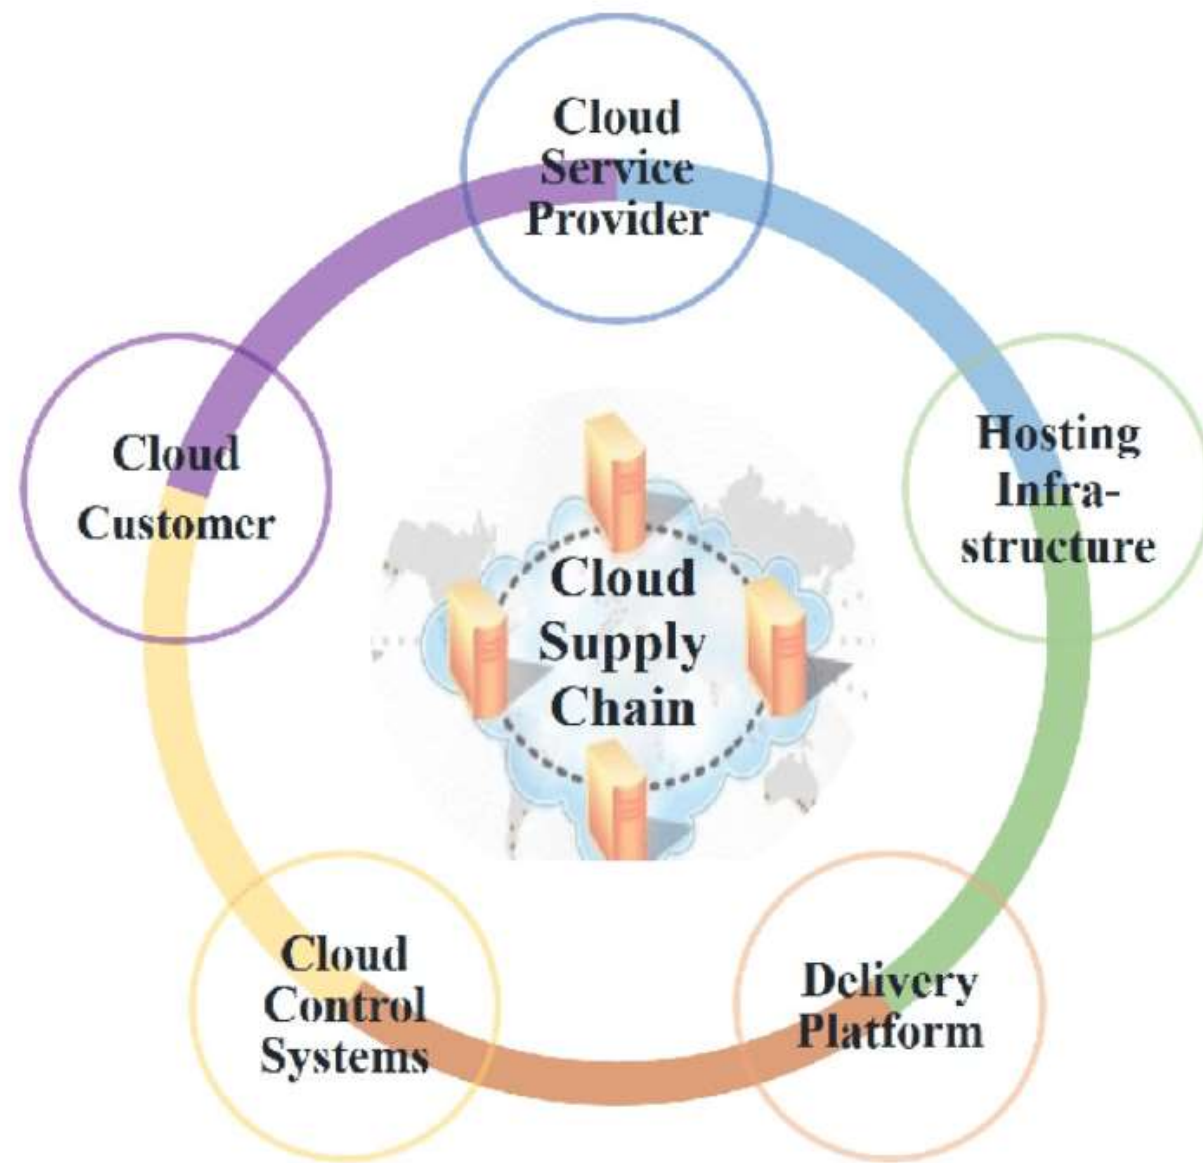 Cloud
Service
Provider
Hosting
Infra-
structure
Delivery
Platform
Cloud
Control
Systems
Cloud
Customer
Cloud
Supply
Chain